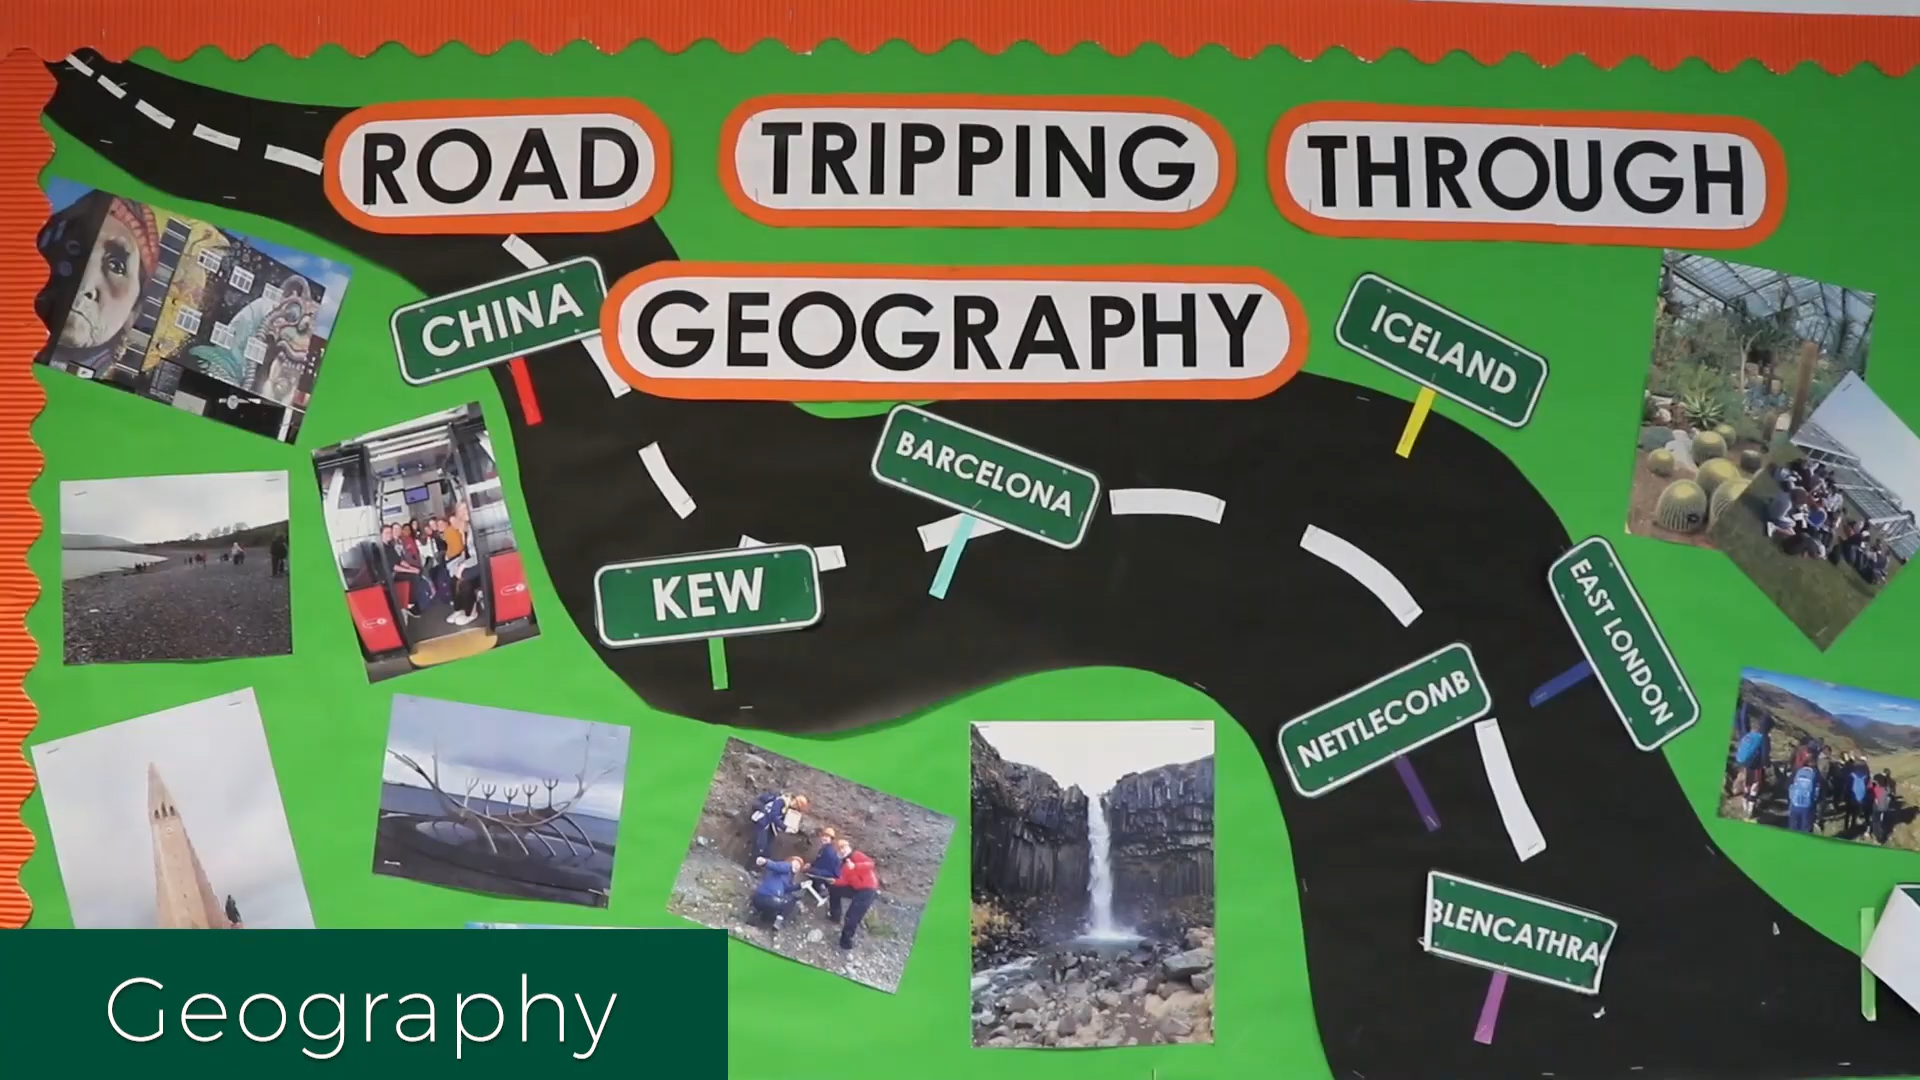 ROAD TRIPPING THROUGH
GEOGRAPHY
CHINA
ICELAND
BARCELONA
KEW
EAST LONDON
NETTLECOMB
BLENCATHRA
Geography